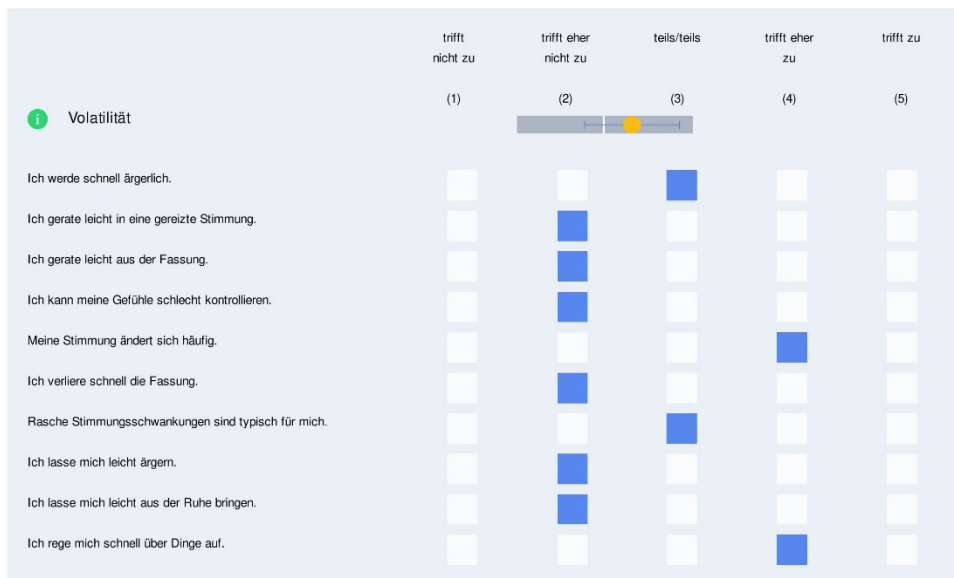 trifft trifft eher teils/teils trifft eher trifft zu
nicht zu nicht zu zu
(1) (2) (3) (4) (5)
i Volatilität
Ich werde schnell ärgerlich.
Ich gerate leicht in eine gereizte Stimmung.
Ich gerate leicht aus der Fassung.
Ich kann meine Gefühle schlecht kontrollieren.
Meine Stimmung ändert sich häufig.
Ich verliere schnell die Fassung.
Rasche Stimmungsschwankungen sind typisch für mich.
Ich lasse mich leicht ärgern.
Ich lasse mich leicht aus der Ruhe bringen.
Ich rege mich schnell über Dinge auf.